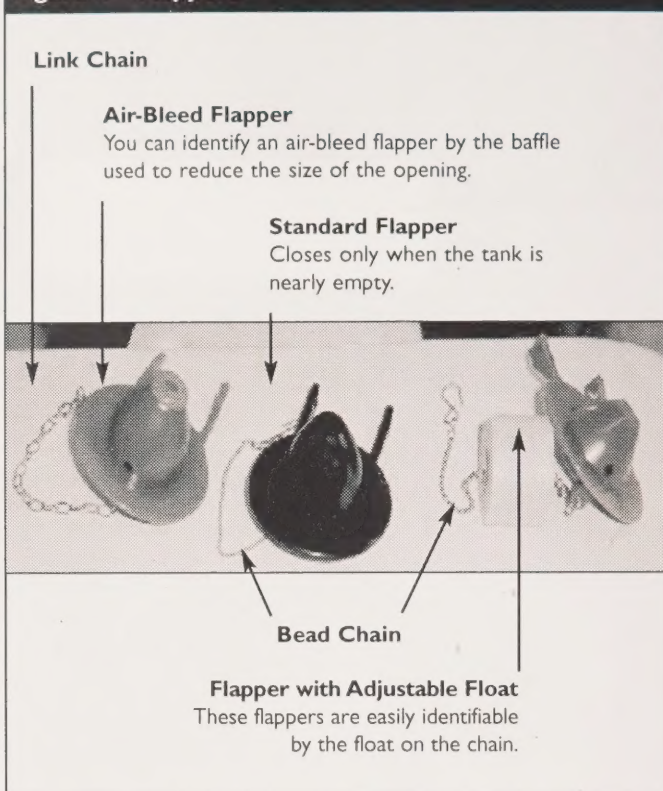 Link Chain
Air-Bleed Flapper
You can identify an air-bleed flapper by the baffle
used to reduce the size of the opening.
Standard Flapper
Closes only when the tank is
nearly empty.
Bead Chain
Flapper with Adjustable Float
These flappers are easily identifiable
by the float on the chain.